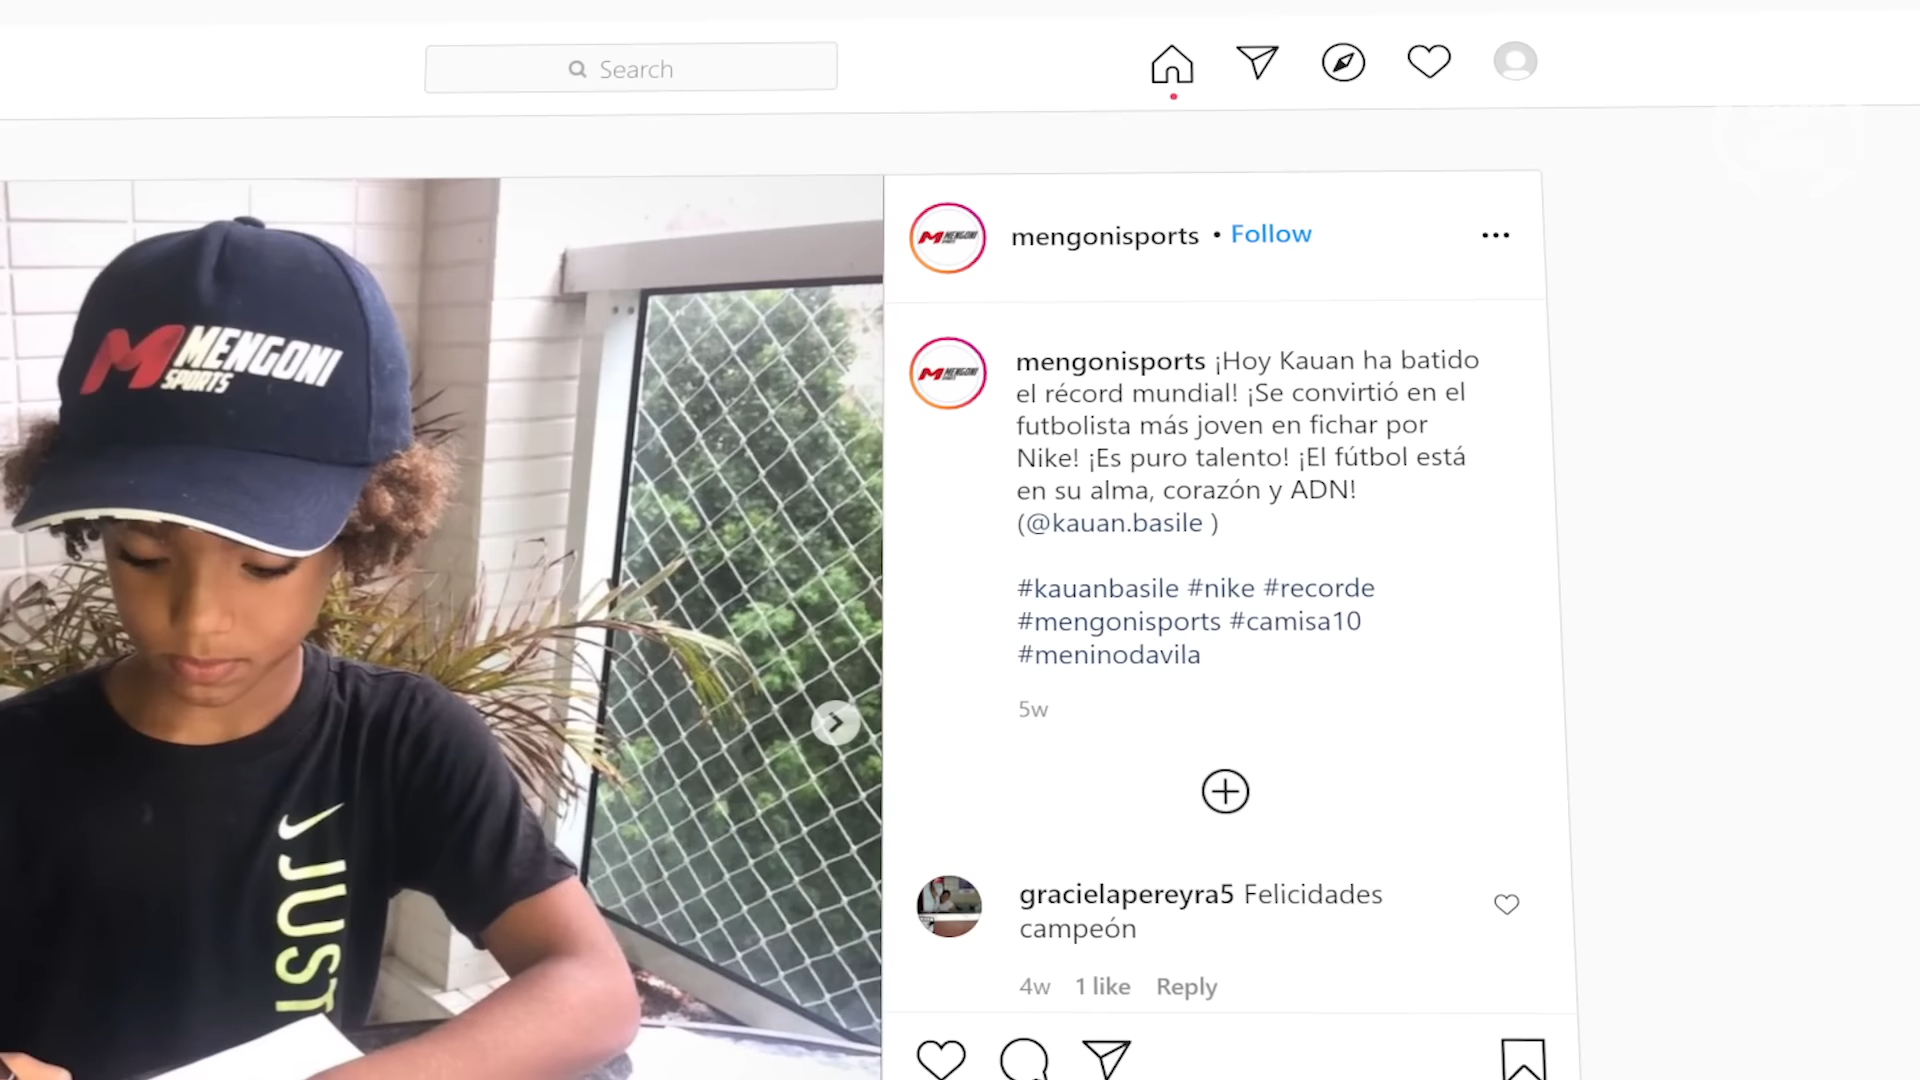 Search
MENGONI
SPORTS
JUST
mengonisports • Follow
mengonisports ¡Hoy Kauan ha batido
el récord mundial! ¡Se convirtió en el
futbolista más joven en fichar por
Nike! ¡Es puro talento! ¡El fútbol está
en su alma, corazón y ADN!
(@kauan.basile )
#kauanbasile #nike #recorde
#mengonisports #camisa10
#meninodavila
5w
gracielapereyra5 Felicidades
campeón
4w 1 like Reply